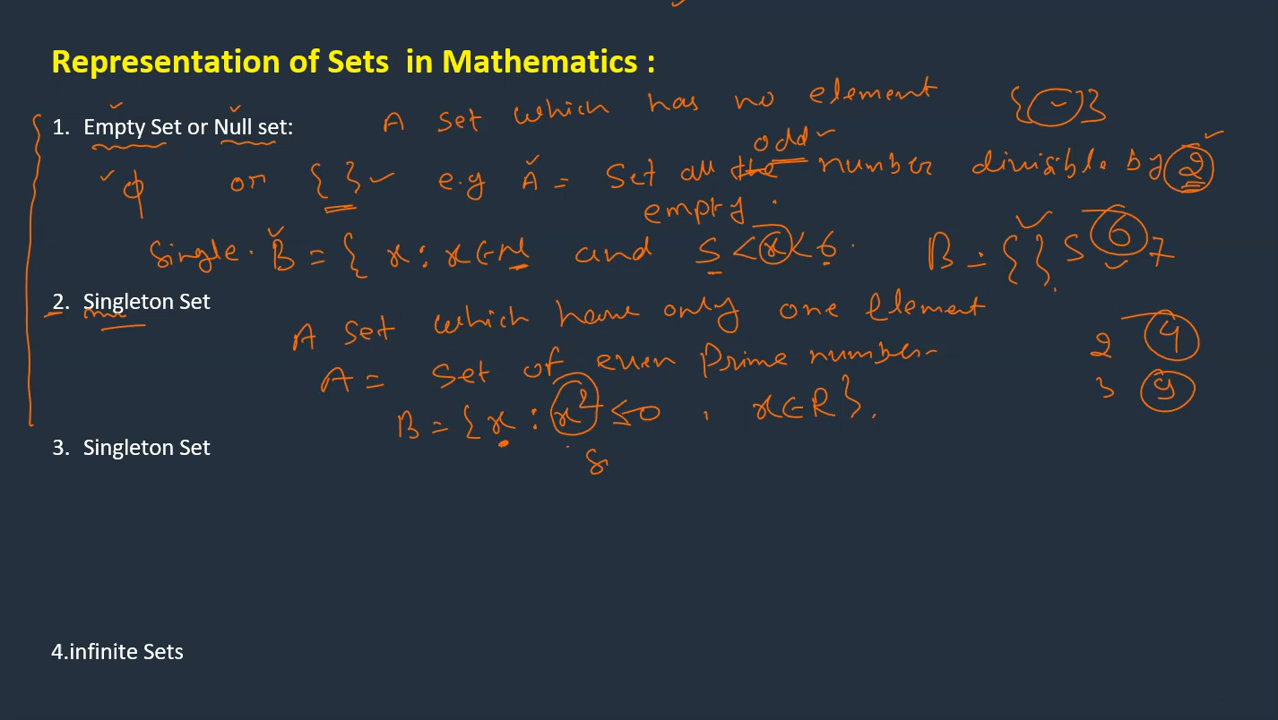 Representation of Sets in Mathematics :
1. Empty Set or Null set: A set which has no element { - }
odd
ϕ or { } e.g A = set all the number divisible by 2
empty .
single . B = { x : x ∈ N and 5 < x < 6 . B = { } 5 6 7
2. Singleton Set
A set which have only one Element
A = set of even Prime number 2 4
B = { x : x² ≤ 0 , x ∈ R } . 3 9
3. Singleton Set
S
4.infinite Sets